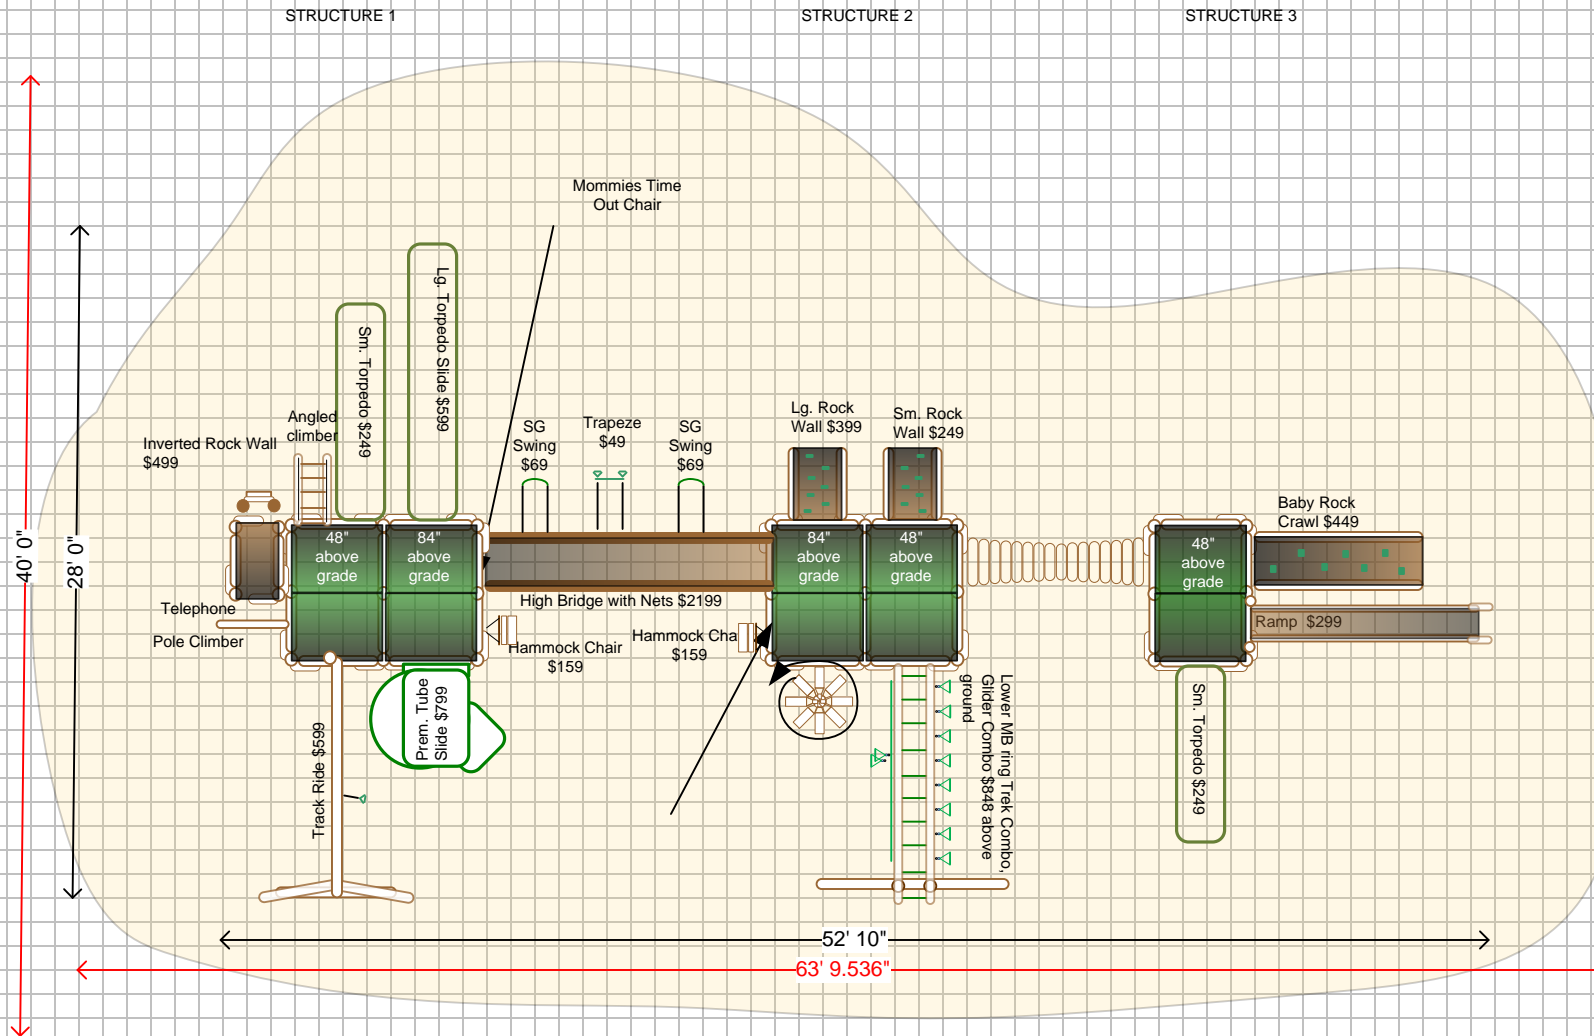 STRUCTURE 1
STRUCTURE 2
STRUCTURE 3
Mommies Time
Out Chair
40' 0"
28' 0"
Inverted Rock Wall
$499
Angled
climber
Sm. Torpedo $249
Lg. Torpedo Slide $599
SG
Swing
$69
Trapeze
$49
SG
Swing
$69
Lg. Rock
Wall $399
Sm. Rock
Wall $249
Baby Rock
Crawl $449
48"
above
grade
84"
above
grade
84"
above
grade
48"
above
grade
48"
above
grade
High Bridge with Nets $2199
Telephone
Pole Climber
Hammock Chair
$159
Hammock Cha
$159
Ramp $299
Track Ride $599
Prem. Tube
Slide $799
Lower MB ring Trek Combo,
Glider Combo $848 above
ground
Sm. Torpedo $249
52' 10"
63' 9.536"